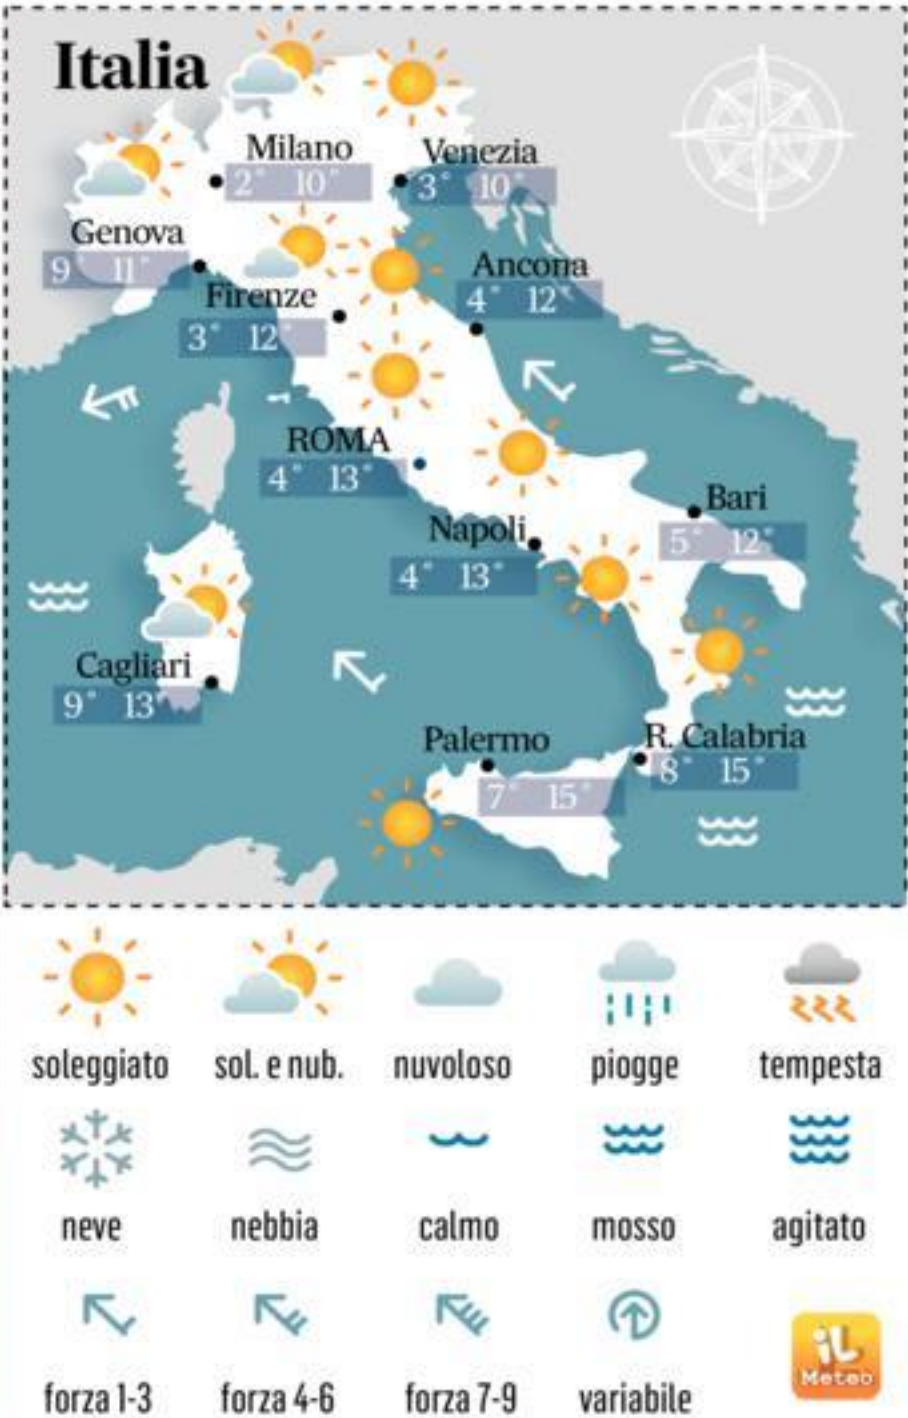 Italia
Milano
2° 10°
Venezia
3° 10°
Genova
9° 11°
Firenze
3° 12°
Ancona
4° 12°
ROMA
4° 13°
Bari
5° 12°
Napoli
4° 13°
Cagliari
9° 13°
Palermo
7° 15°
R. Calabria
8° 15°
soleggiato sol. e nub. nuvoloso piogge tempesta
neve nebbia calmo mosso agitato
forza 1-3 forza 4-6 forza 7-9 variabile
iL
Meteo